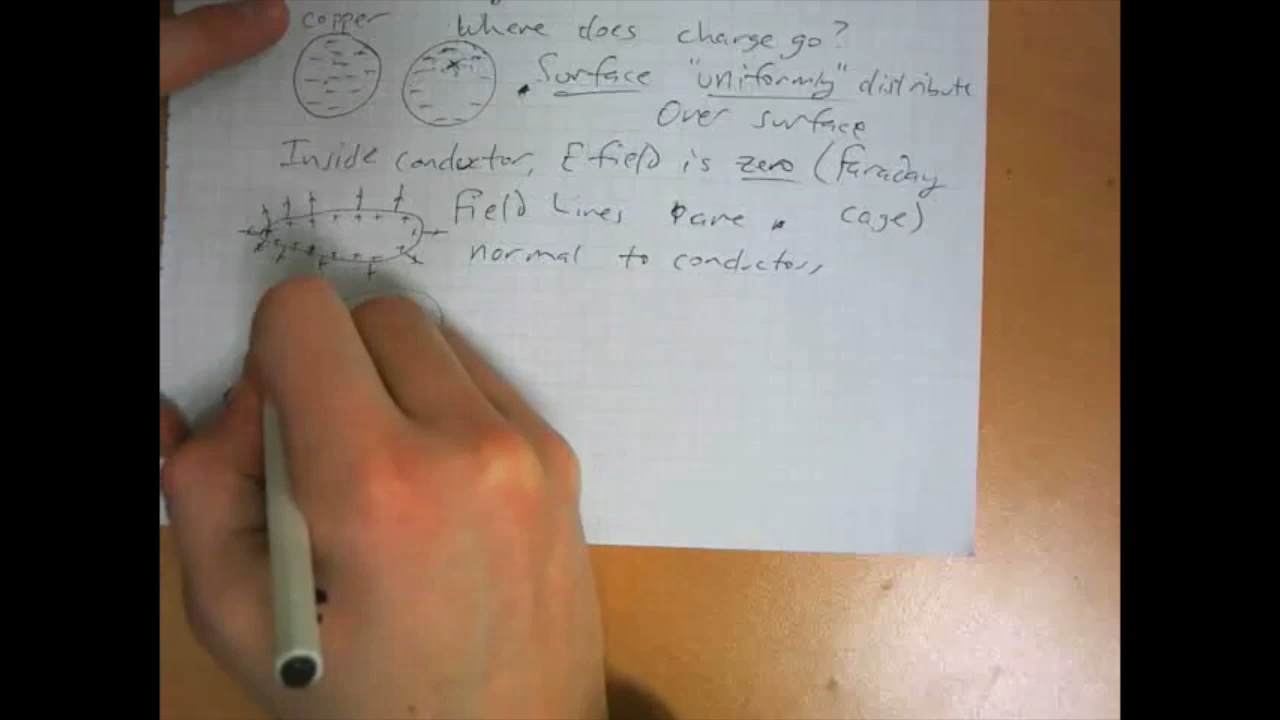 copper
Where does charge go?
Surface "uniformly" distribute
Over surface
Inside conductor, E field is zero (Faraday
cage)
field Lines are
normal to conductors,